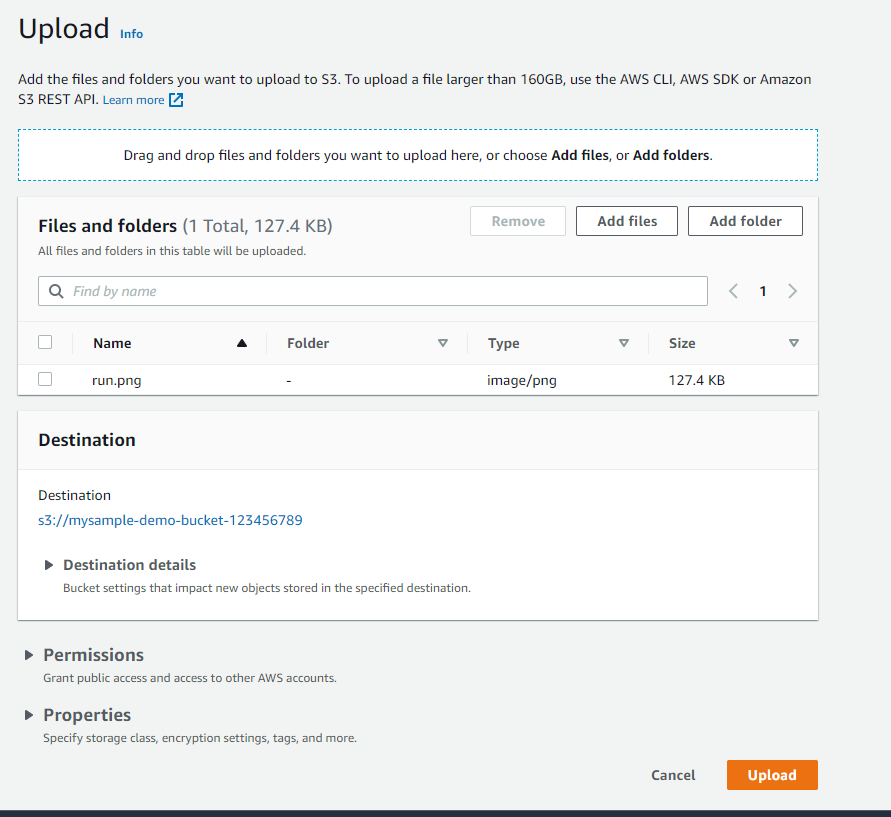 Upload Info
Add the files and folders you want to upload to S3. To upload a file larger than 160GB, use the AWS CLI, AWS SDK or Amazon
S3 REST API. Learn more
Drag and drop files and folders you want to upload here, or choose Add files, or Add folders.
Files and folders (1 Total, 127.4 KB)
Remove Add files Add folder
All files and folders in this table will be uploaded.
Find by name 1
Name Folder Type Size
run.png - image/png 127.4 KB
Destination
Destination
s3://mysample-demo-bucket-123456789
Destination details
Bucket settings that impact new objects stored in the specified destination.
Permissions
Grant public access and access to other AWS accounts.
Properties
Specify storage class, encryption settings, tags, and more.
Cancel Upload